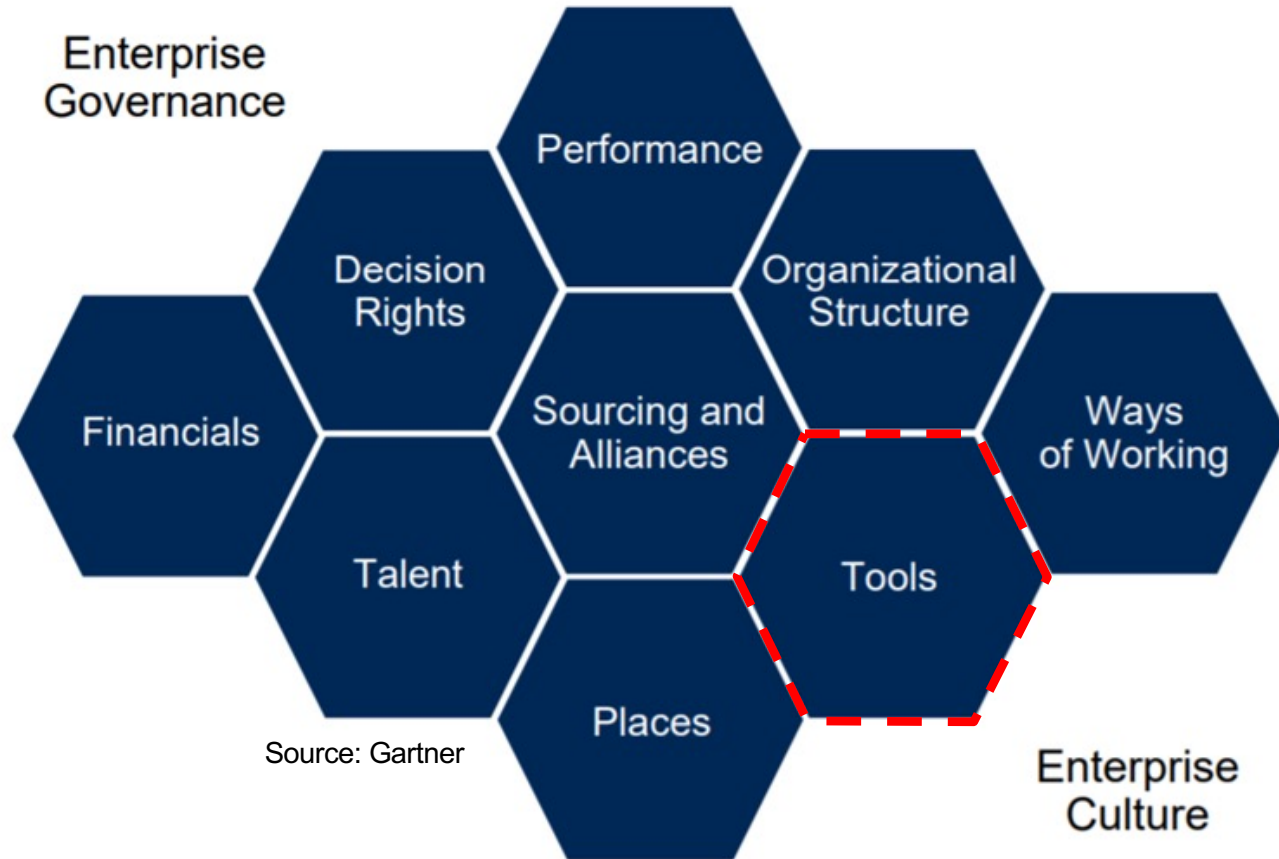 Enterprise
Governance
Performance
Decision
Rights
Organizational
Structure
Financials
Sourcing and
Alliances
Ways
of Working
Talent
Tools
Places
Source: Gartner
Enterprise
Culture